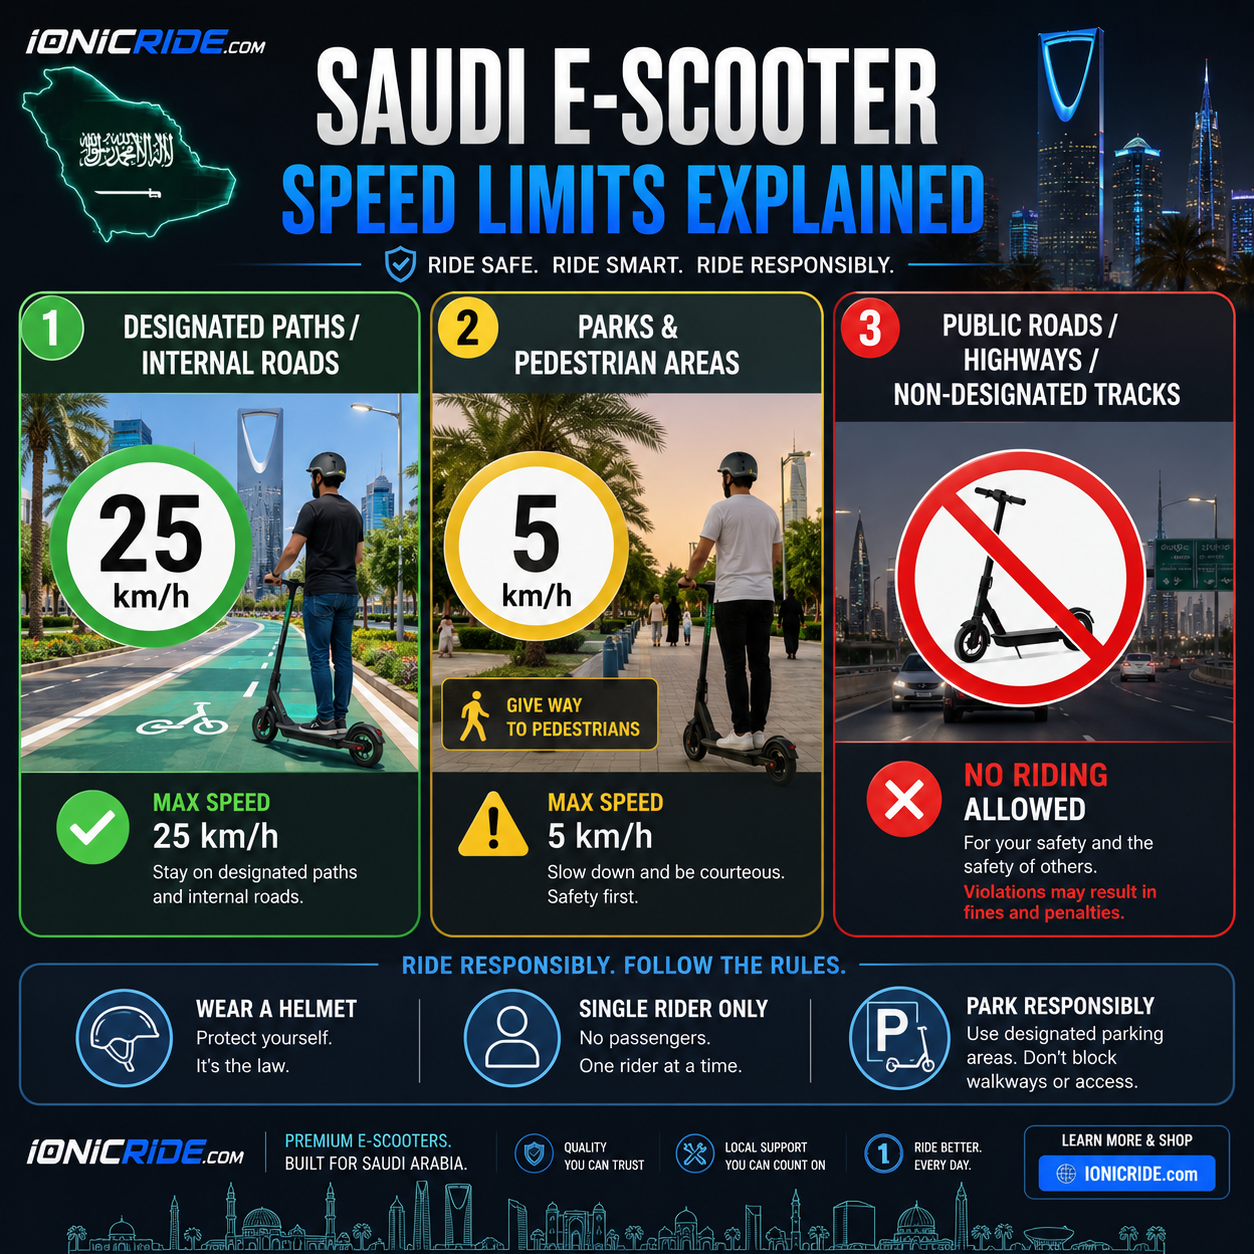 iONiCRIDE.COM
SAUDI E-SCOOTER
SPEED LIMITS EXPLAINED
RIDE SAFE. RIDE SMART. RIDE RESPONSIBLY.
1
DESIGNATED PATHS /
INTERNAL ROADS
25
km/h
MAX SPEED
25 km/h
Stay on designated paths
and internal roads.
2
PARKS &
PEDESTRIAN AREAS
5
km/h
GIVE WAY
TO PEDESTRIANS
MAX SPEED
5 km/h
Slow down and be courteous.
Safety first.
3
PUBLIC ROADS /
HIGHWAYS /
NON-DESIGNATED TRACKS
NO RIDING
ALLOWED
For your safety and the
safety of others.
Violations may result in
fines and penalties.
RIDE RESPONSIBLY. FOLLOW THE RULES.
WEAR A HELMET
Protect yourself.
It's the law.
SINGLE RIDER ONLY
No passengers.
One rider at a time.
P
PARK RESPONSIBLY
Use designated parking
areas. Don't block
walkways or access.
iONiCRIDE.COM
PREMIUM E-SCOOTERS.
BUILT FOR SAUDI ARABIA.
QUALITY
YOU CAN TRUST
LOCAL SUPPORT
YOU CAN COUNT ON
1
RIDE BETTER.
EVERY DAY.
LEARN MORE & SHOP
IONICRIDE.com